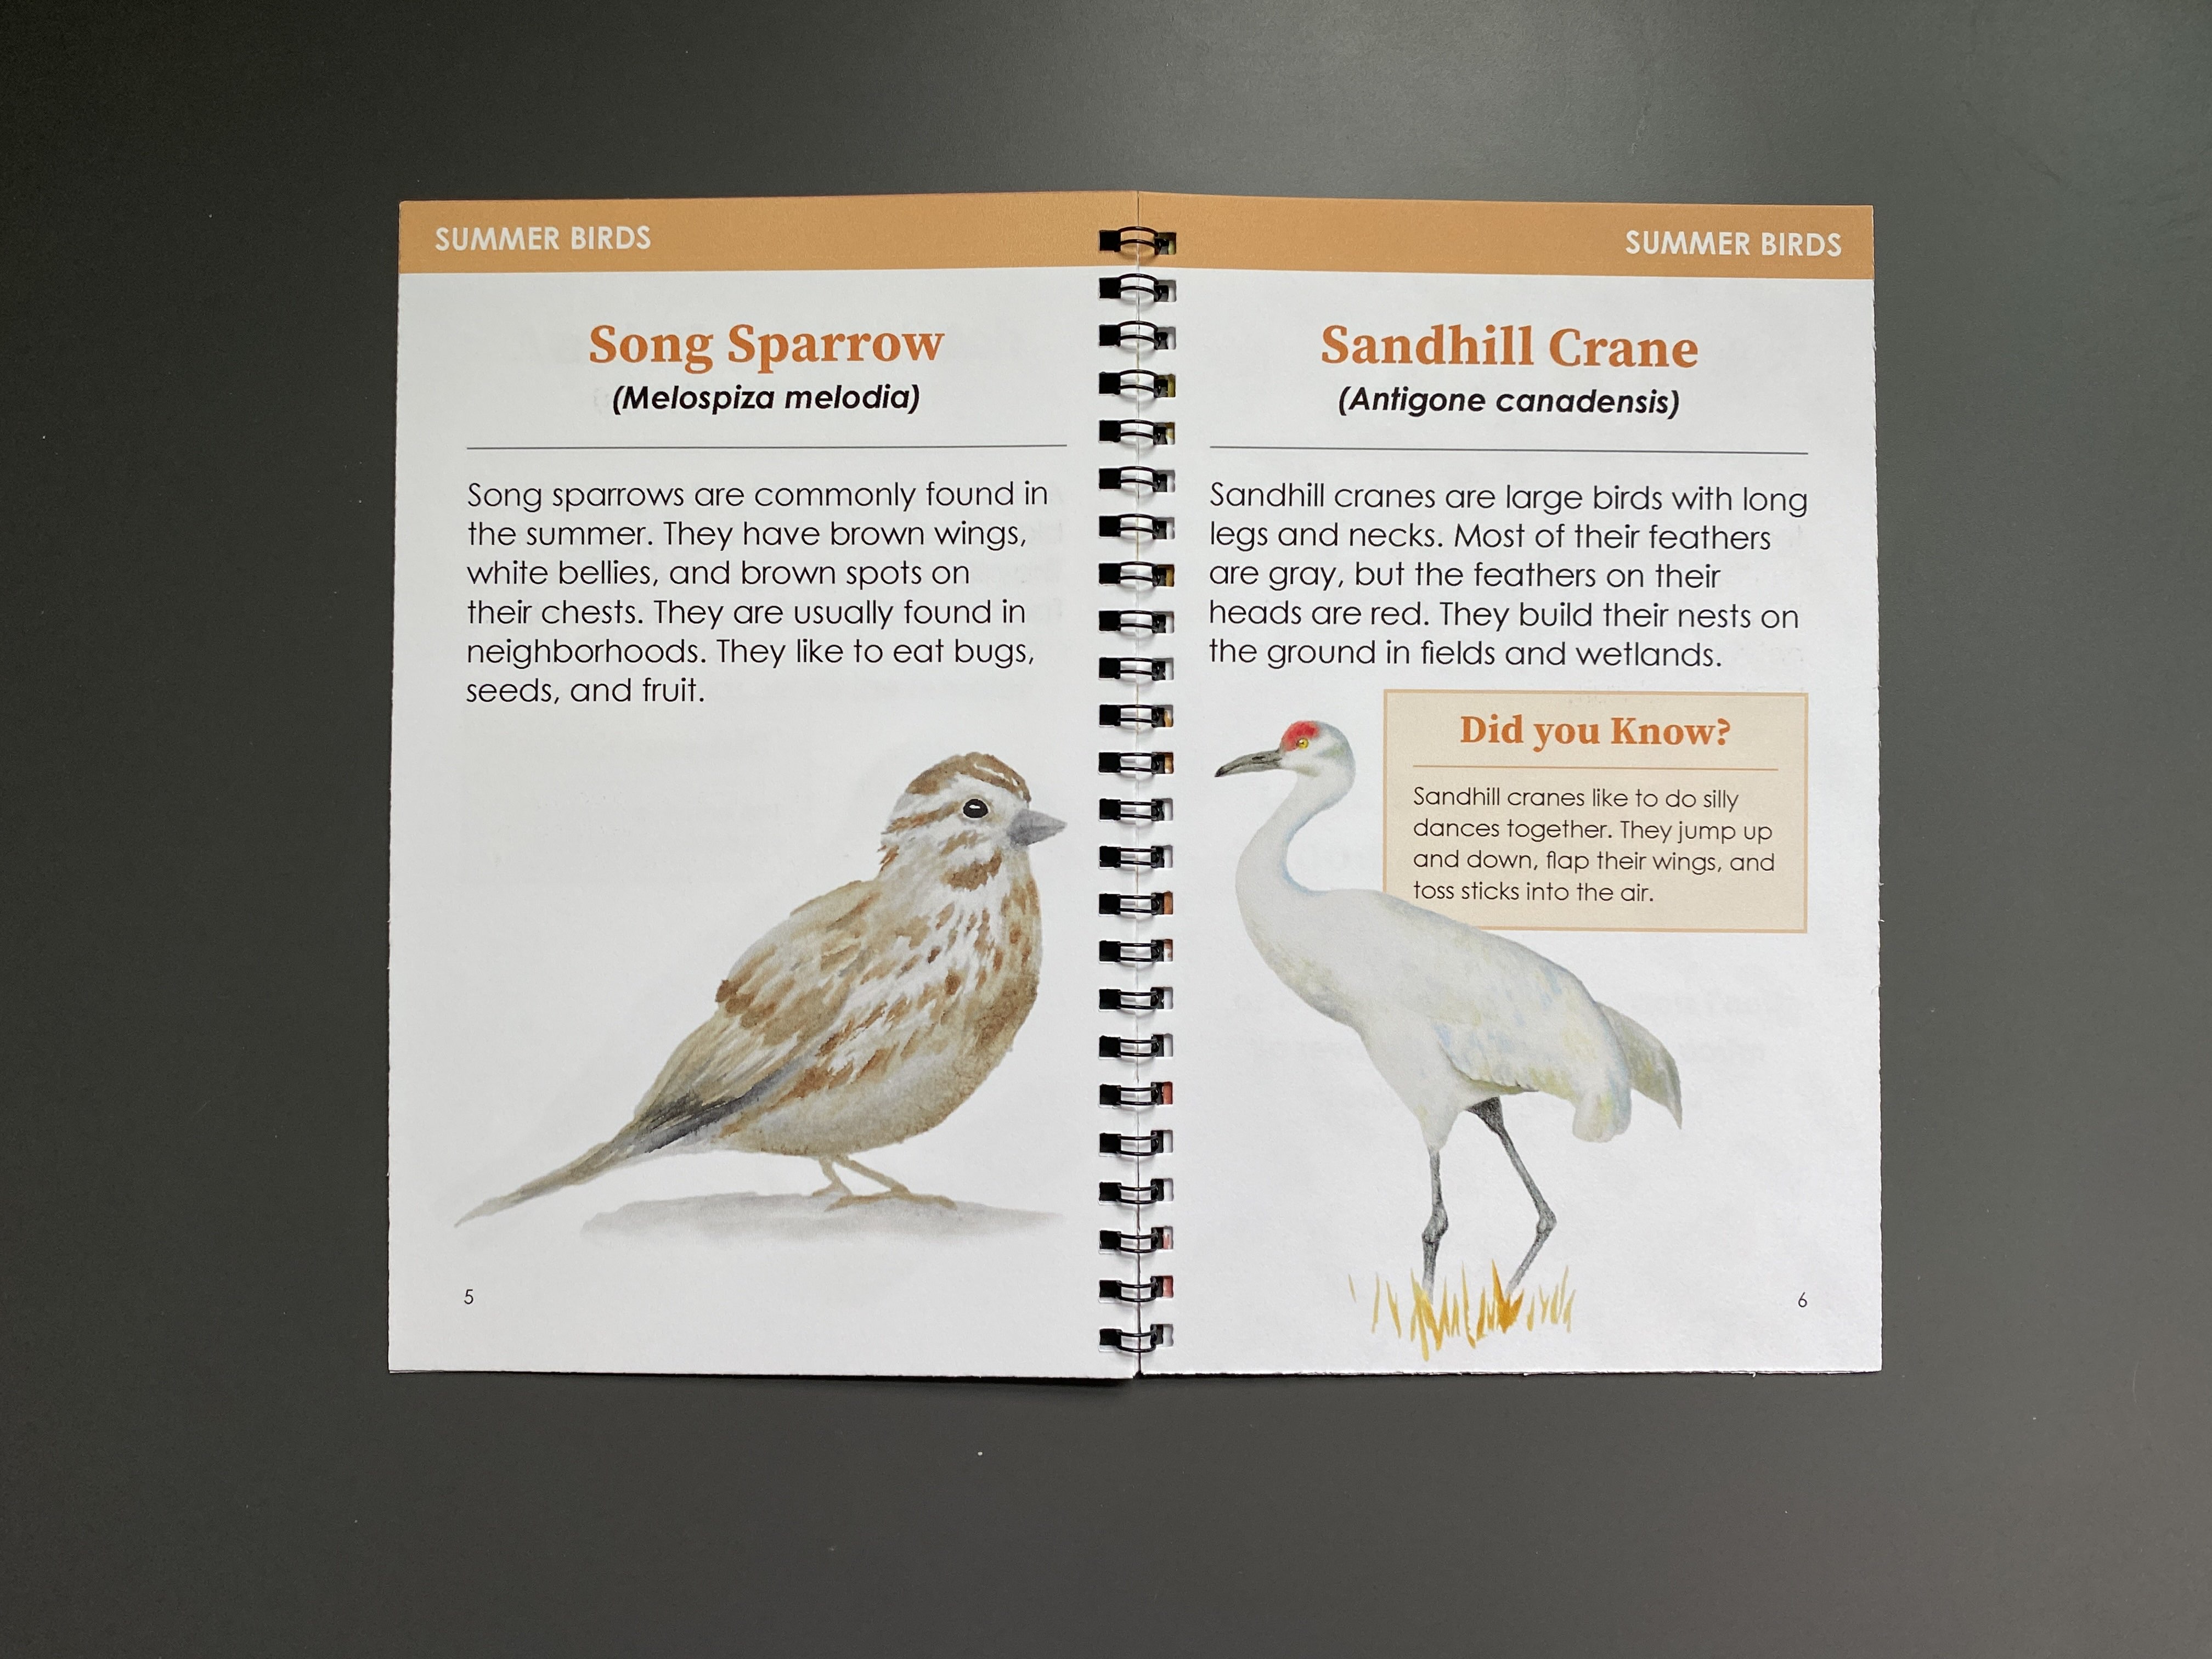 SUMMER BIRDS
Song Sparrow
(Melospiza melodia)
Song sparrows are commonly found in
the summer. They have brown wings,
white bellies, and brown spots on
their chests. They are usually found in
neighborhoods. They like to eat bugs,
seeds, and fruit.
5
SUMMER BIRDS
Sandhill Crane
(Antigone canadensis)
Sandhill cranes are large birds with long
legs and necks. Most of their feathers
are gray, but the feathers on their
heads are red. They build their nests on
the ground in fields and wetlands.
Did you Know?
Sandhill cranes like to do silly
dances together. They jump up
and down, flap their wings, and
toss sticks into the air.
6